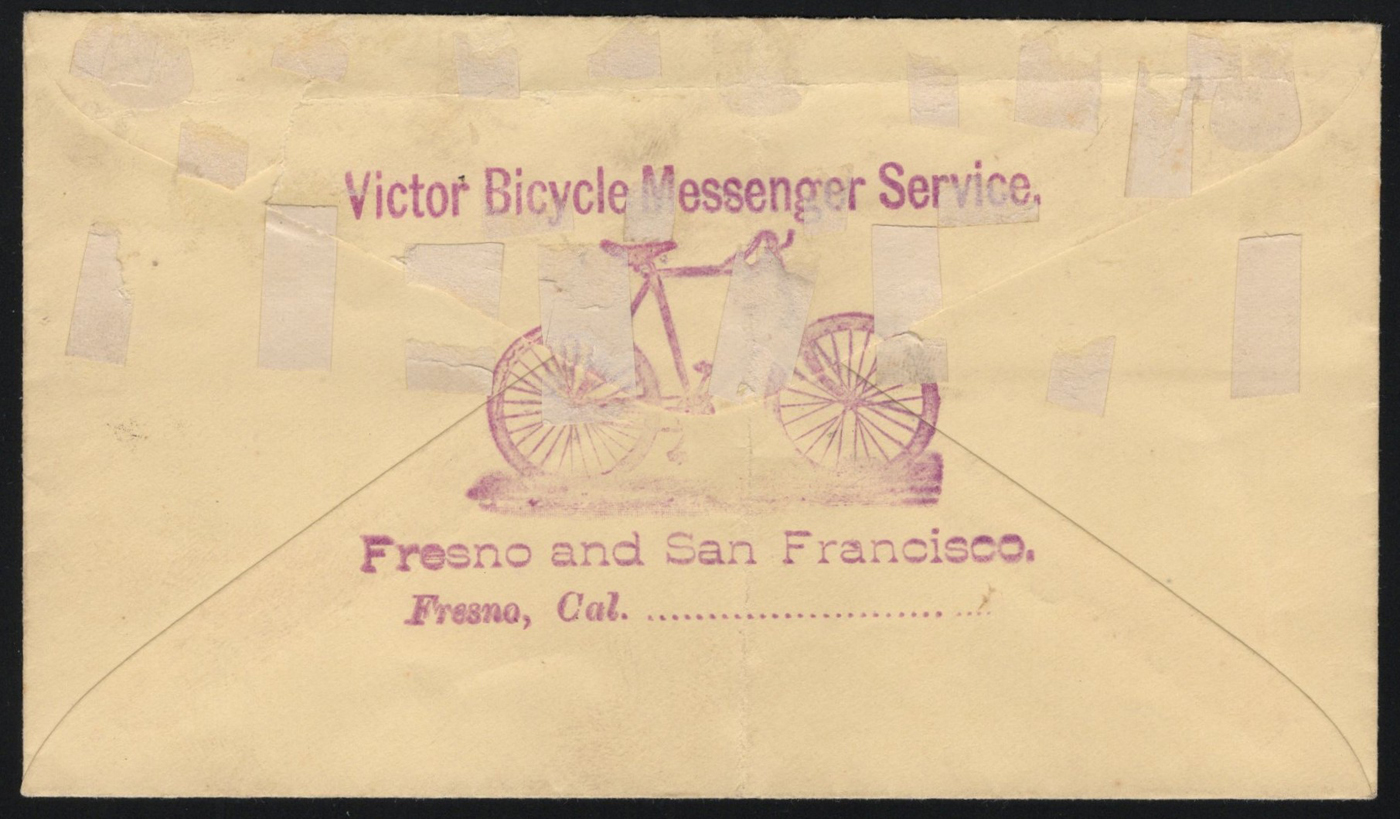 Victor Bicycle Messenger Service,
Fresno and San Francisco.
Fresno, Cal. ..............................